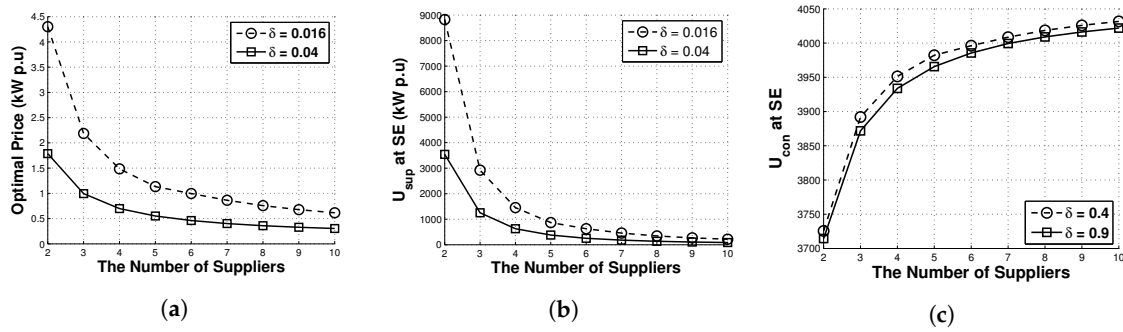 Optimal Price (kW p.u)
4.5
4
3.5
3
2.5
2
1.5
1
0.5
0
δ = 0.016
δ = 0.04
2 3 4 5 6 7 8 9 10
The Number of Suppliers
(a)
U_sup at SE (kW p.u)
9000
8000
7000
6000
5000
4000
3000
2000
1000
0
δ = 0.016
δ = 0.04
2 3 4 5 6 7 8 9 10
The Number of Suppliers
(b)
U_con at SE
4050
4000
3950
3900
3850
3800
3750
3700
δ = 0.4
δ = 0.9
2 3 4 5 6 7 8 9 10
The Number of Suppliers
(c)